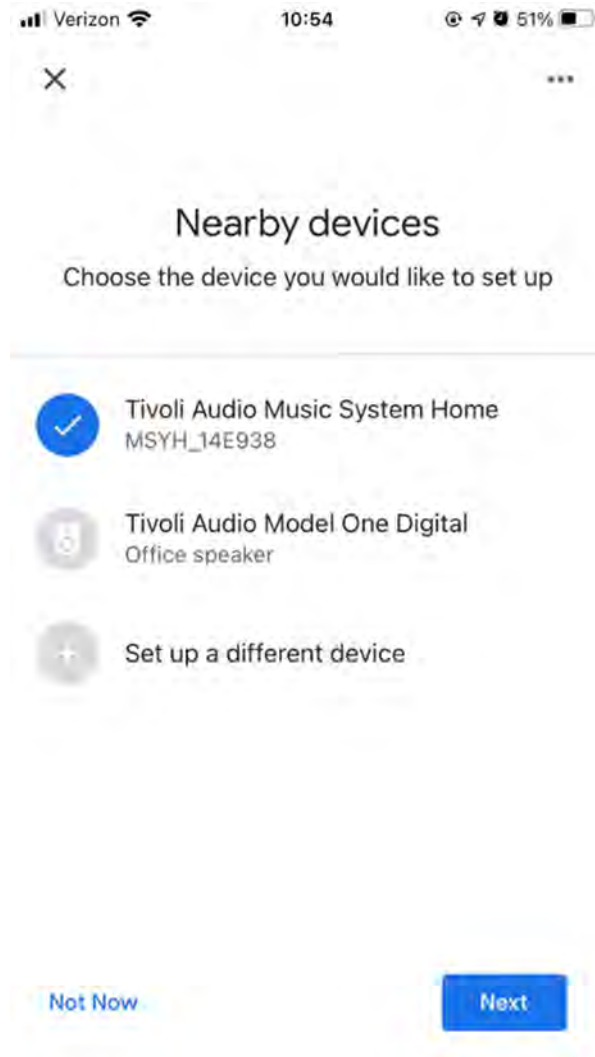 Verizon 10:54 51%
Nearby devices
Choose the device you would like to set up
Tivoli Audio Music System Home
MSYH_14E938
Tivoli Audio Model One Digital
Office speaker
Set up a different device
Not Now Next